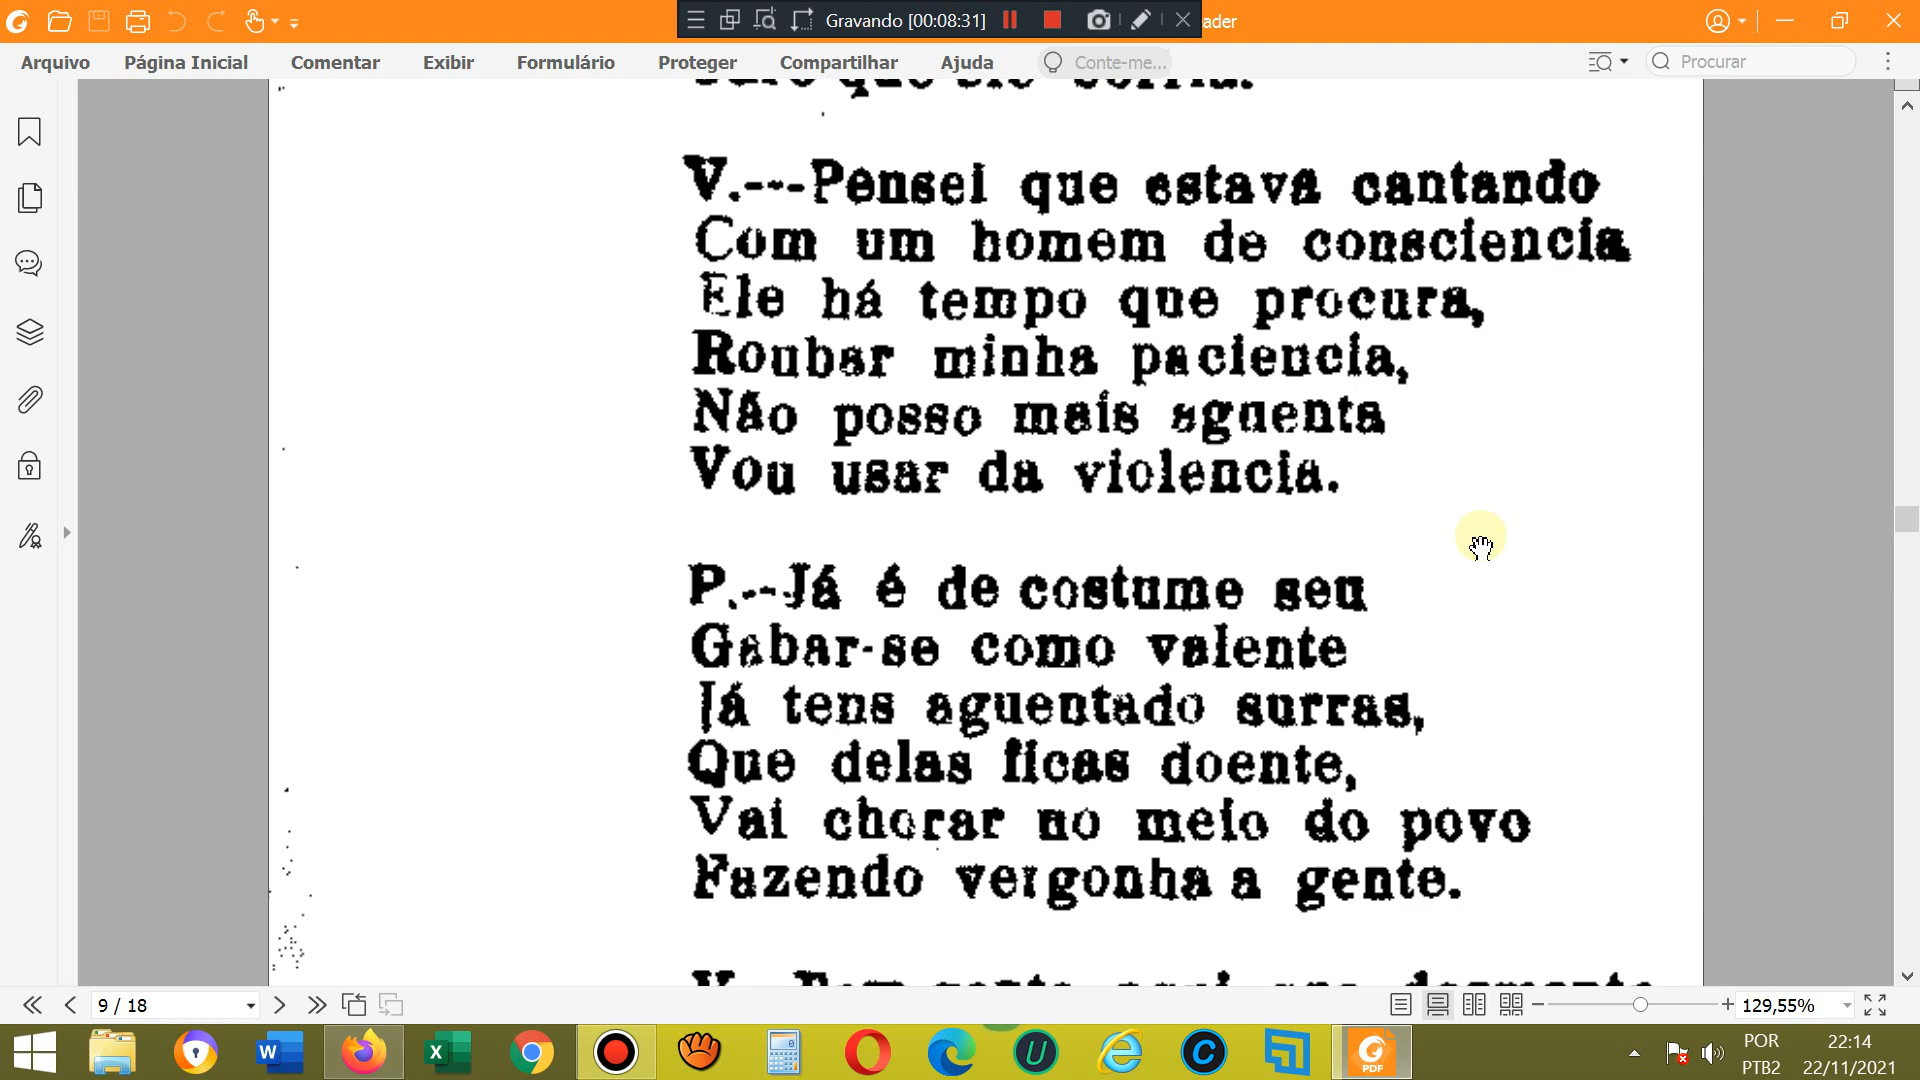 Gravando [00:08:31]
ader
Arquivo Página Inicial Comentar Exibir Formulário Proteger Compartilhar Ajuda Conte-me... Procurar
V.---Pensei que estava cantando
Com um homem de consciencia
Ele há tempo que procura,
Roubar minha paciencia,
Não posso mais aguenta
Vou usar da violencia.
P.--Já é de costume seu
Gabar-se como valente
Já tens aguentado surras,
Que delas ficas doente,
Vai chorar no meio do povo
Fazendo vergonha a gente.
9 / 18
129,55%
POR 22:14
PTB2 22/11/2021